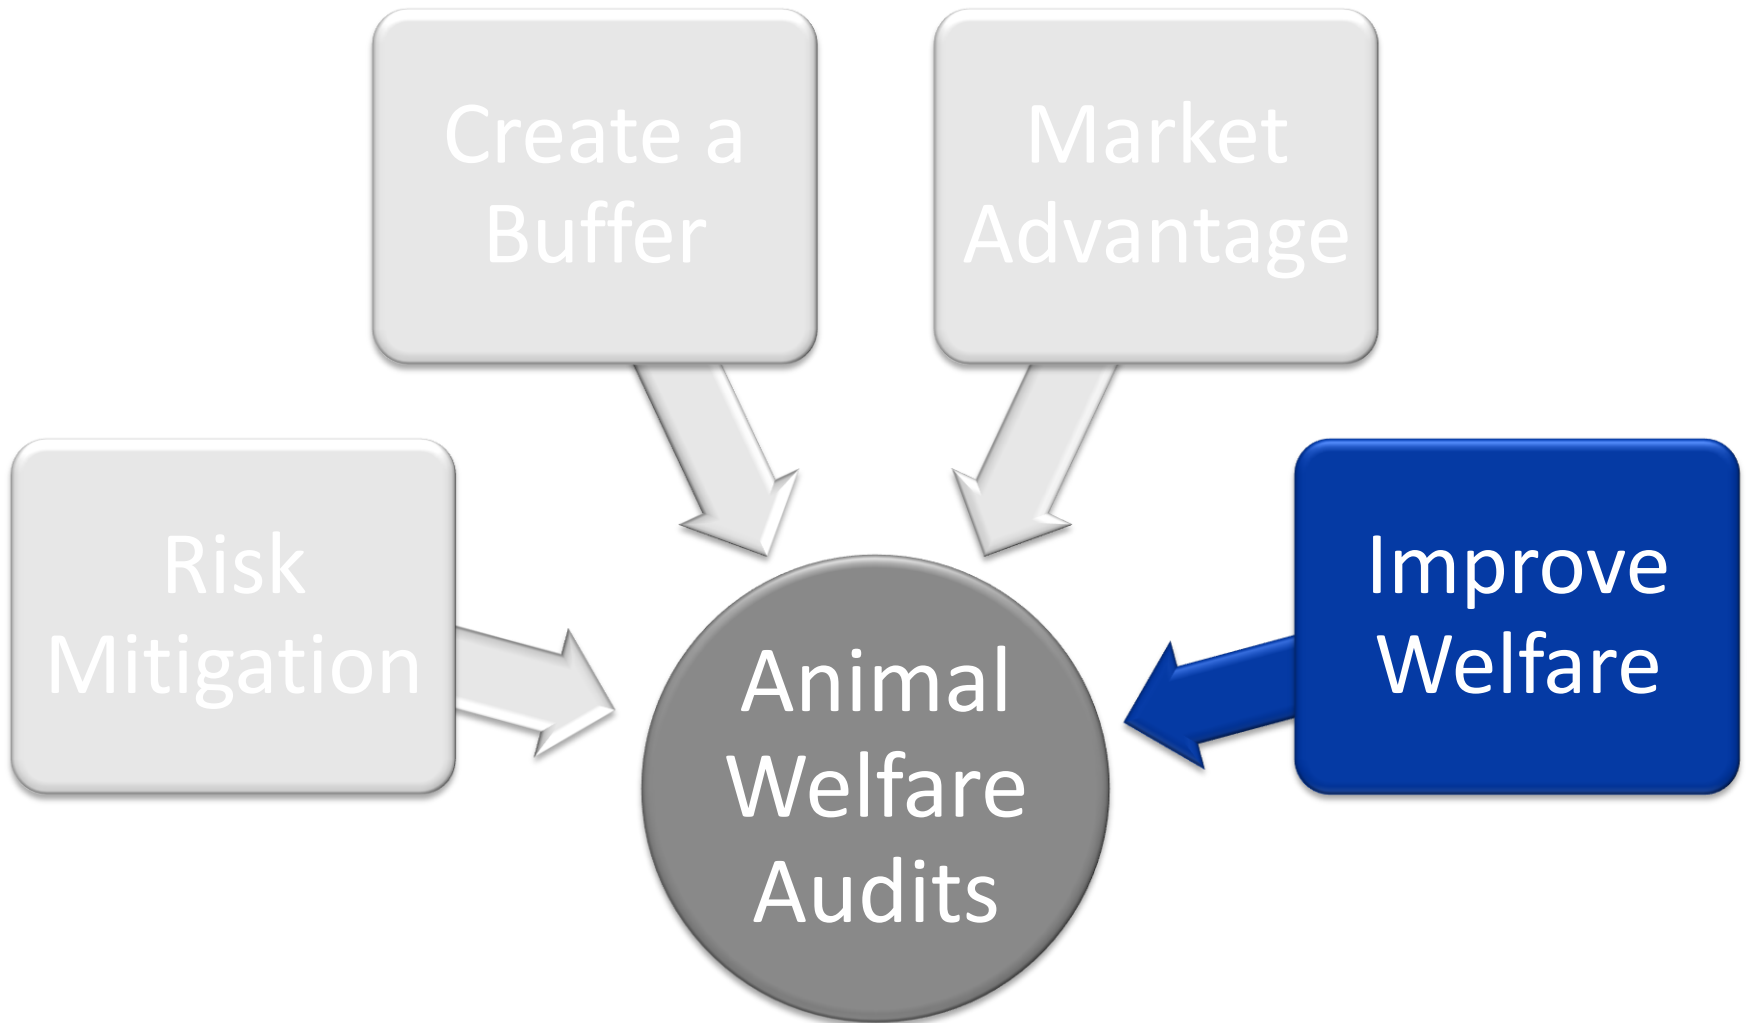 Create a
Buffer
Market
Advantage
Risk
Mitigation
Improve
Welfare
Animal
Welfare
Audits